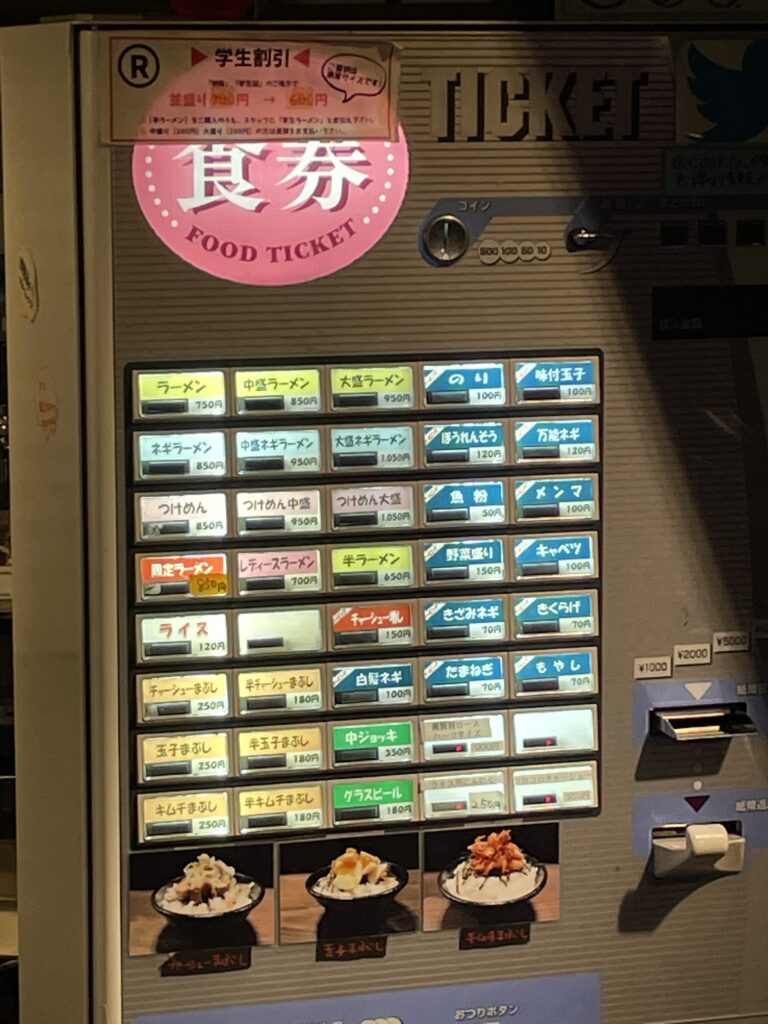 R
学生割引
ご飯物は
並盛り 700円 → 600円
TICKET
食券
FOOD TICKET
コイン
500 100 50 10
ラーメン 750円
中盛ラーメン 850円
大盛ラーメン 950円
のり 100円
味付玉子 100円
ネギラーメン 850円
中盛ネギラーメン 950円
大盛ネギラーメン 1,050円
ほうれんそう 120円
万能ネギ 120円
つけめん 850円
つけめん中盛 950円
つけめん大盛 1,050円
魚粉 50円
メンマ 100円
限定ラーメン 850円
レディースラーメン 700円
半ラーメン 650円
野菜盛り 150円
キャベツ 100円
ライス 120円
チャーシュー増し 150円
きざみネギ 70円
きくらげ 70円
チャーシューまぶし 250円
半チャーシューまぶし 180円
白髪ネギ 100円
たまねぎ 70円
もやし 70円
玉子まぶし 250円
半玉子まぶし 180円
中ジョッキ 350円
キムチまぶし 250円
半キムチまぶし 180円
グラスビール 180円
250円
¥1000
¥2000
¥5000
チャーシューまぶし
玉子まぶし
キムチまぶし
おつりボタン